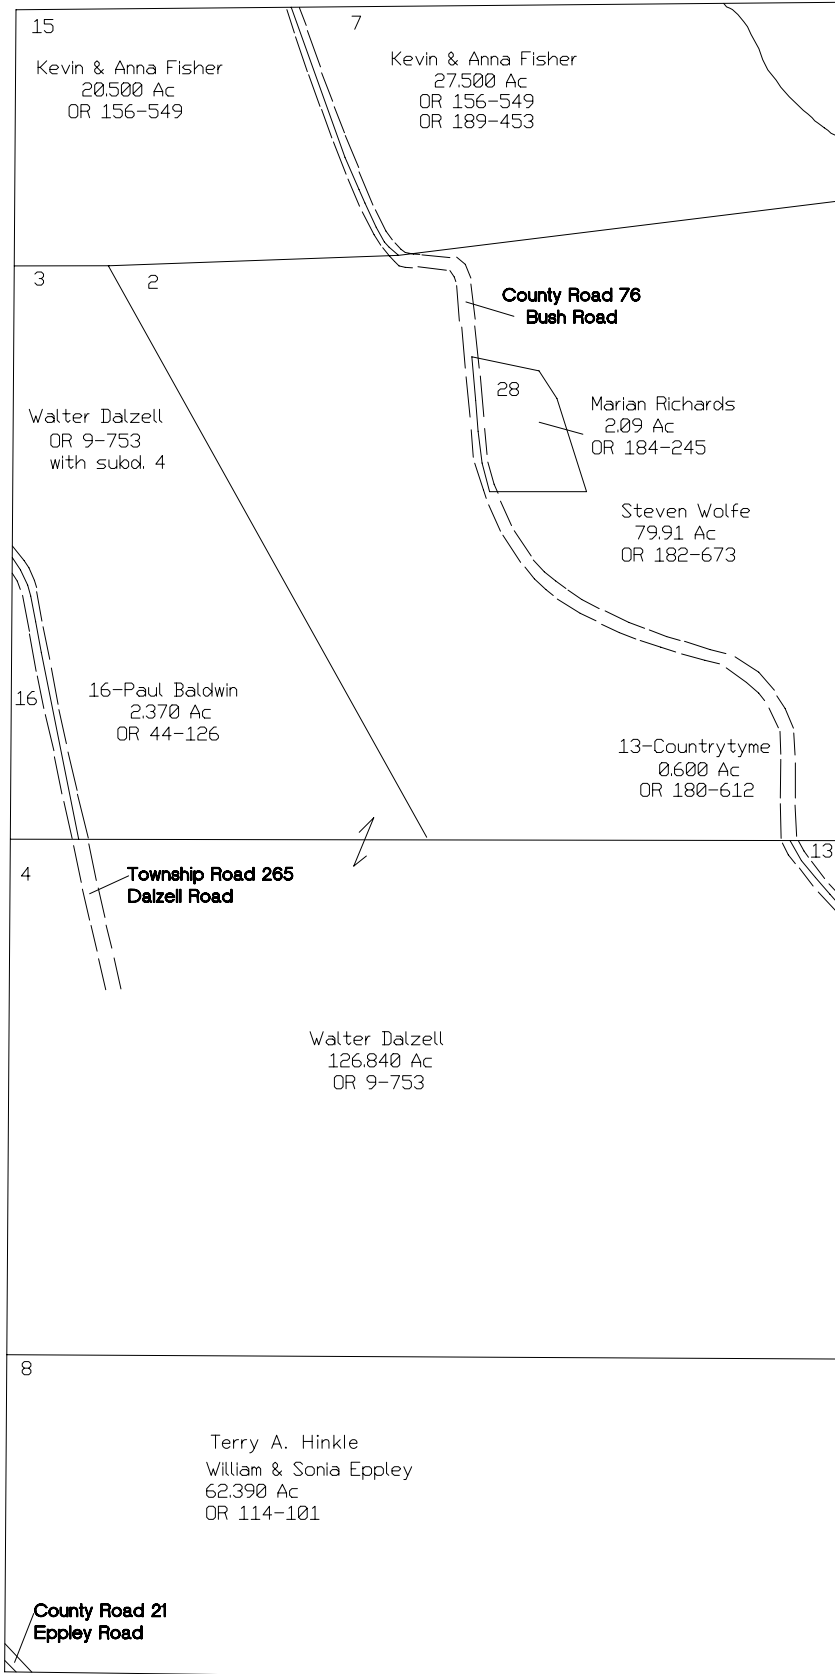 15
Kevin & Anna Fisher
20.500 Ac
OR 156-549
7
Kevin & Anna Fisher
27.500 Ac
OR 156-549
OR 189-453
3
2
County Road 76
Bush Road
28
Marian Richards
2.09 Ac
OR 184-245
Walter Dalzell
OR 9-753
with subd. 4
Steven Wolfe
79.91 Ac
OR 182-673
16
16-Paul Baldwin
2.370 Ac
OR 44-126
13-Countrytyme
0.600 Ac
OR 180-612
13
4
Township Road 265
Dalzell Road
Walter Dalzell
126.840 Ac
OR 9-753
8
Terry A. Hinkle
William & Sonia Eppley
62.390 Ac
OR 114-101
County Road 21
Eppley Road